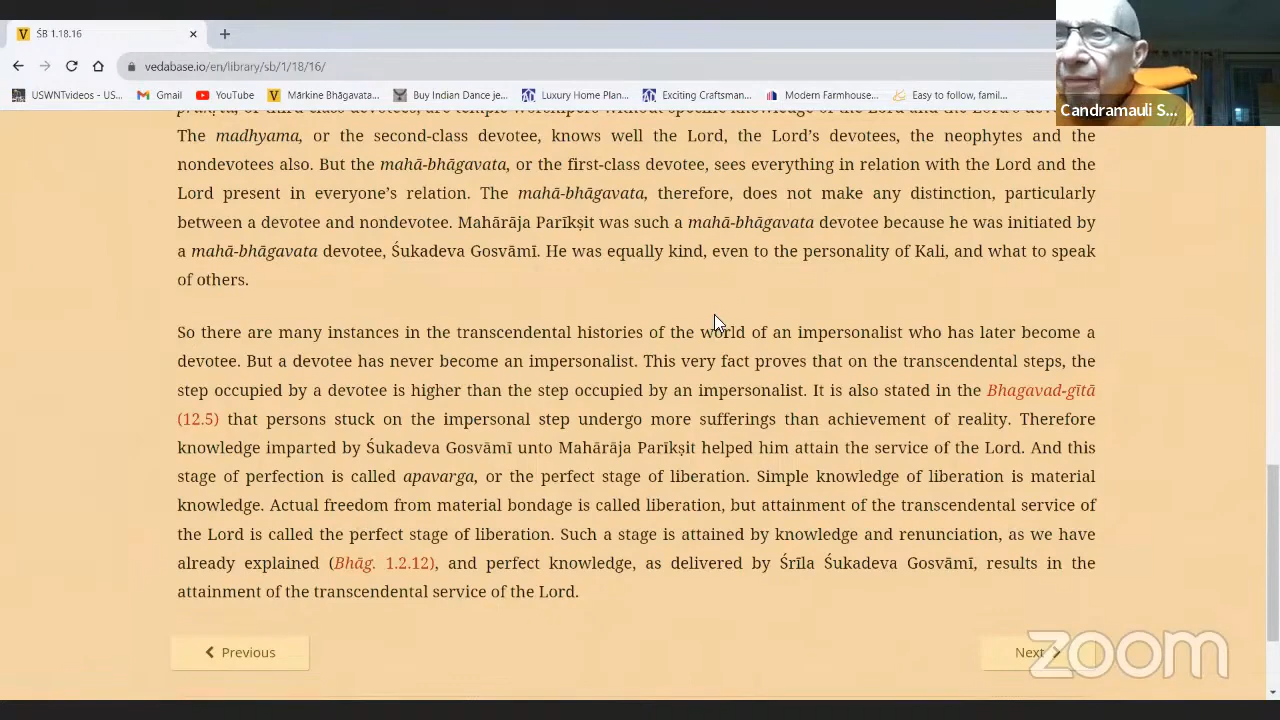 ŚB 1.18.16
vedabase.io/en/library/sb/1/18/16/
USWNTvideos - US... Gmail YouTube Mārkine Bhāgavata... Buy Indian Dance je... Luxury Home Plan... Exciting Craftsman... Modern Farmhouse... Easy to follow, famil...
Candramauli S...
The madhyama, or the second-class devotee, knows well the Lord, the Lord's devotees, the neophytes and the
nondevotees also. But the mahā-bhāgavata, or the first-class devotee, sees everything in relation with the Lord and the
Lord present in everyone's relation. The mahā-bhāgavata, therefore, does not make any distinction, particularly
between a devotee and nondevotee. Mahārāja Parīkṣit was such a mahā-bhāgavata devotee because he was initiated by
a mahā-bhāgavata devotee, Śukadeva Gosvāmī. He was equally kind, even to the personality of Kali, and what to speak
of others.
So there are many instances in the transcendental histories of the world of an impersonalist who has later become a
devotee. But a devotee has never become an impersonalist. This very fact proves that on the transcendental steps, the
step occupied by a devotee is higher than the step occupied by an impersonalist. It is also stated in the Bhagavad-gītā
(12.5) that persons stuck on the impersonal step undergo more sufferings than achievement of reality. Therefore
knowledge imparted by Śukadeva Gosvāmī unto Mahārāja Parīkṣit helped him attain the service of the Lord. And this
stage of perfection is called apavarga, or the perfect stage of liberation. Simple knowledge of liberation is material
knowledge. Actual freedom from material bondage is called liberation, but attainment of the transcendental service of
the Lord is called the perfect stage of liberation. Such a stage is attained by knowledge and renunciation, as we have
already explained (Bhāg. 1.2.12), and perfect knowledge, as delivered by Śrīla Śukadeva Gosvāmī, results in the
attainment of the transcendental service of the Lord.
Previous
Next
zoom